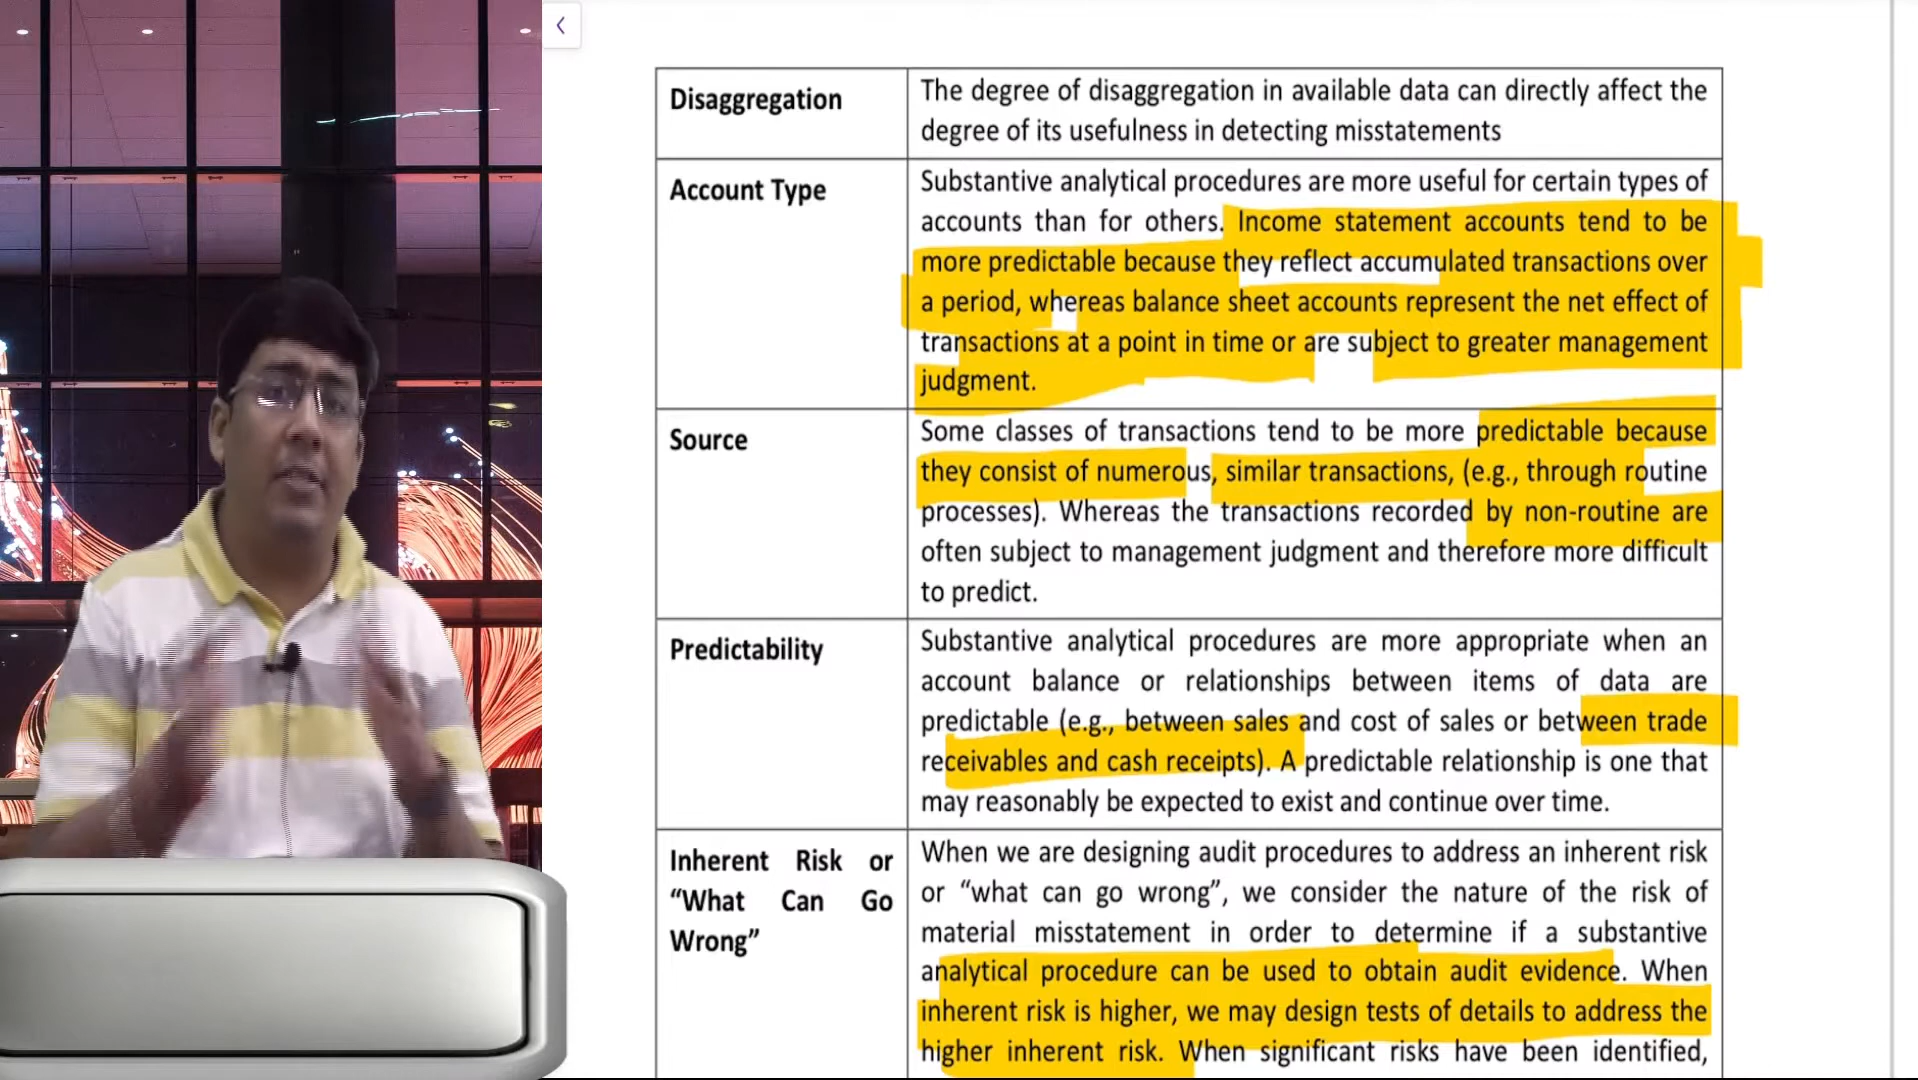 Disaggregation
The degree of disaggregation in available data can directly affect the
degree of its usefulness in detecting misstatements
Account Type
Substantive analytical procedures are more useful for certain types of
accounts than for others. Income statement accounts tend to be
more predictable because they reflect accumulated transactions over
a period, whereas balance sheet accounts represent the net effect of
transactions at a point in time or are subject to greater management
judgment.
Source
Some classes of transactions tend to be more predictable because
they consist of numerous, similar transactions, (e.g., through routine
processes). Whereas the transactions recorded by non-routine are
often subject to management judgment and therefore more difficult
to predict.
Predictability
Substantive analytical procedures are more appropriate when an
account balance or relationships between items of data are
predictable (e.g., between sales and cost of sales or between trade
receivables and cash receipts). A predictable relationship is one that
may reasonably be expected to exist and continue over time.
Inherent Risk or
“What Can Go
Wrong”
When we are designing audit procedures to address an inherent risk
or “what can go wrong”, we consider the nature of the risk of
material misstatement in order to determine if a substantive
analytical procedure can be used to obtain audit evidence. When
inherent risk is higher, we may design tests of details to address the
higher inherent risk. When significant risks have been identified,